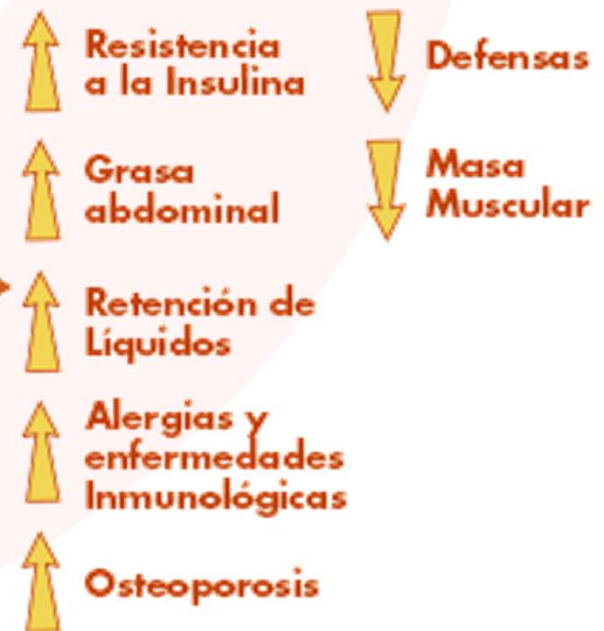 Resistencia
a la Insulina
Grasa
abdominal
Retención de
Líquidos
Alergias y
enfermedades
Inmunológicas
Osteoporosis
Defensas
Masa
Muscular